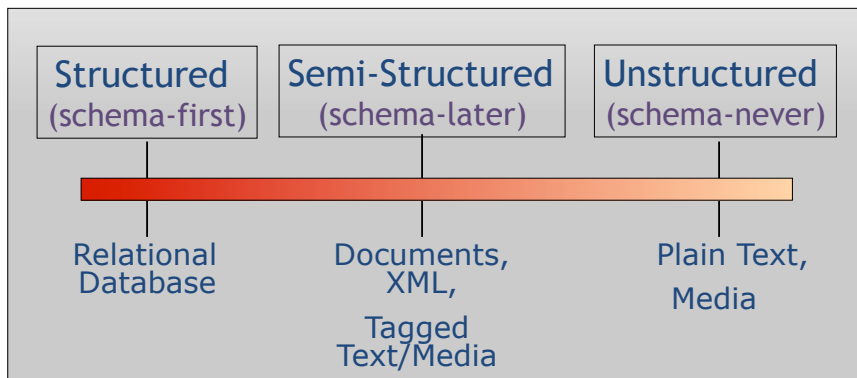 Structured
(schema-first)
Semi-Structured
(schema-later)
Unstructured
(schema-never)
Relational
Database
Documents,
XML,
Tagged
Text/Media
Plain Text,
Media